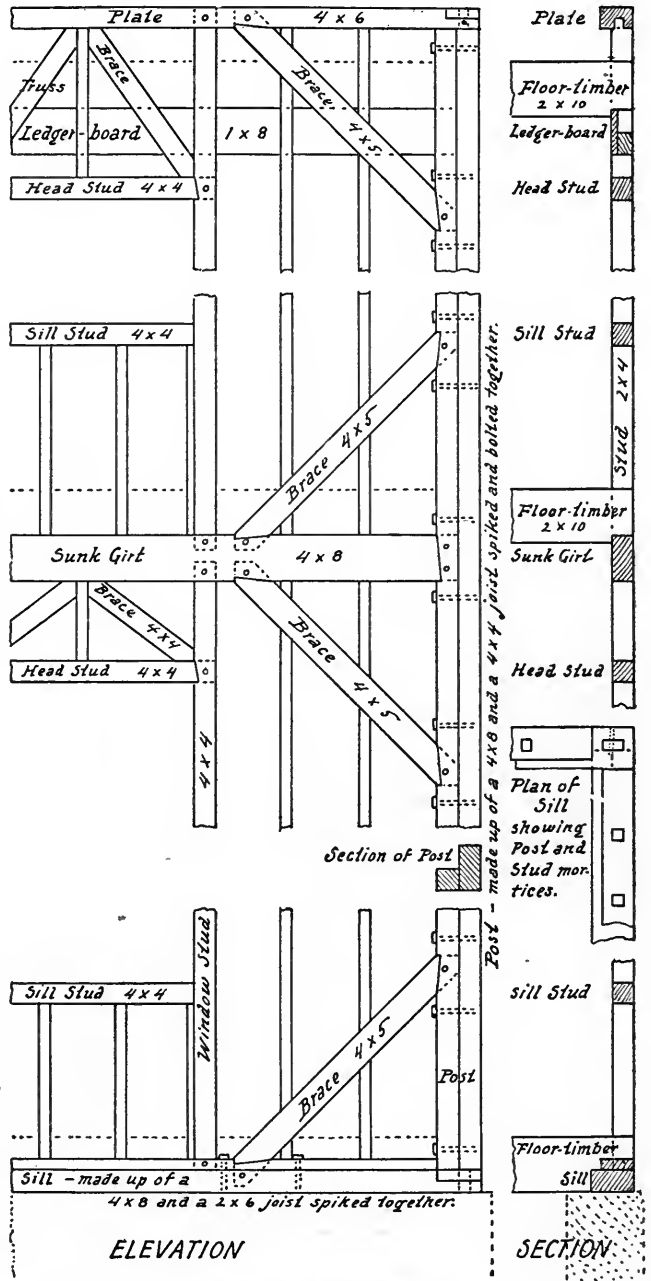 Plate
4 x 6
Plate
Truss
Brace
Brace 4 x 5
Floor-timber
2 x 10
Ledger-board
1 x 8
Ledger-board
Head Stud 4 x 4
Head Stud
Sill Stud 4 x 4
Sill Stud
Stud 2 x 4
Brace 4 x 5
Floor-timber
2 x 10
Sunk Girt
4 x 8
Sunk Girt
Brace 4 x 4
Brace 4 x 5
Head Stud 4 x 4
Head Stud
4 x 4
Post - made up of a 4 x 8 and a 4 x 4 joist spiked and bolted together.
Plan of
Sill
showing
Post and
Stud mor-
tices.
Section of Post
Window Stud
Sill Stud 4 x 4
Sill Stud
Brace 4 x 5
Post
Floor-timber
Sill - made up of a
4 x 8 and a 2 x 6 joist spiked together.
Sill
ELEVATION
SECTION